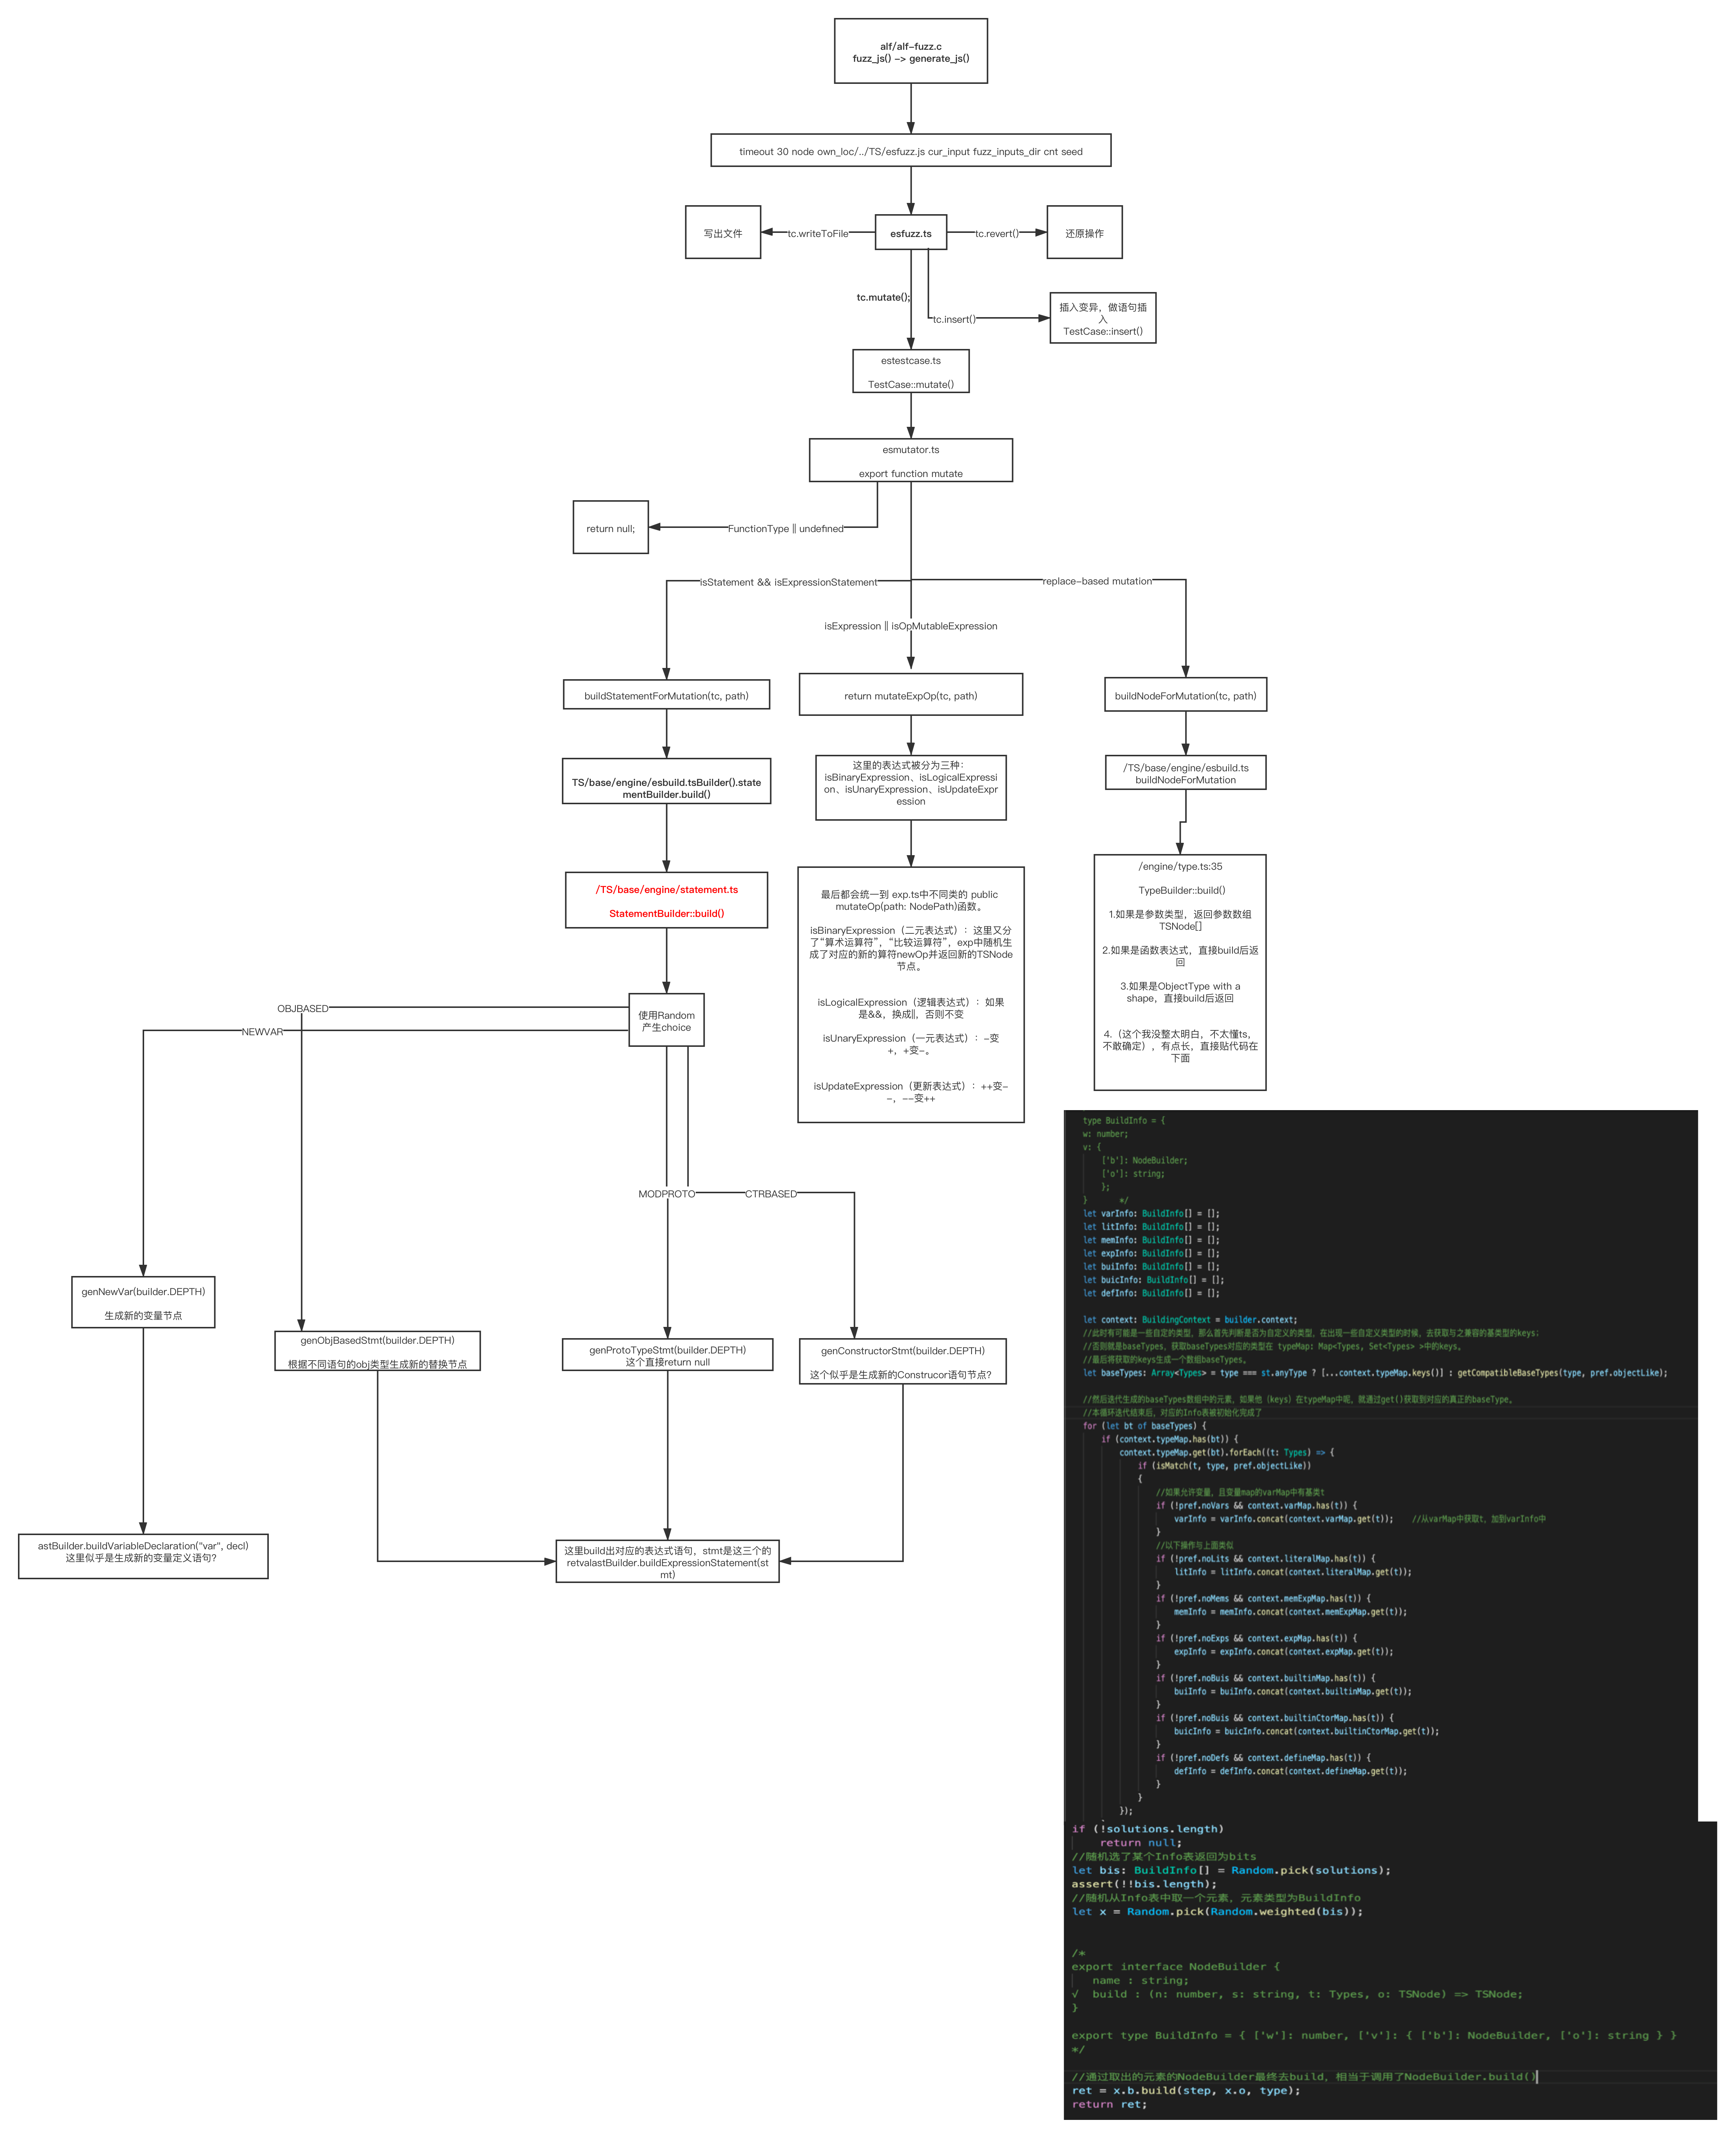 alf/alf-fuzz.c
fuzz_js() -> generate_js()
timeout 30 node own_loc/../TS/esfuzz.js cur_input fuzz_inputs_dir cnt seed
写出文件
tc.writeToFile
esfuzz.ts
tc.revert()
还原操作
tc.mutate();
tc.insert()
插入变异，做语句插
入
TestCase::insert()
estestcase.ts
TestCase::mutate()
esmutator.ts
export function mutate
return null;
FunctionType || undefined
isStatement && isExpressionStatement
replace-based mutation
isExpression || isOpMutableExpression
buildStatementForMutation(tc, path)
return mutateExpOp(tc, path)
buildNodeForMutation(tc, path)
TS/base/engine/esbuild.tsBuilder().state
mentBuilder.build()
这里的表达式被分为三种：
isBinaryExpression、isLogicalExpressi
on、isUnaryExpression、isUpdateExpr
ession
/TS/base/engine/esbuild.ts
buildNodeForMutation
/TS/base/engine/statement.ts
StatementBuilder::build()
最后都会统一到 exp.ts中不同类的 public
mutateOp(path: NodePath)函数。
isBinaryExpression（二元表达式）：这里又分
了“算术运算符”，“比较运算符”，exp中随机生
成了对应的新的算符newOp并返回新的TSNode
节点。
isLogicalExpression（逻辑表达式）：如果
是&&，换成||，否则不变
isUnaryExpression（一元表达式）：-变
+，+变-。
isUpdateExpression（更新表达式）：++变-
-，--变++
/engine/type.ts:35
TypeBuilder::build()
1.如果是参数类型，返回参数数组
TSNode[]
2.如果是函数表达式，直接build后返
回
3.如果是ObjectType with a
shape，直接build后返回
4.（这个我没整太明白，不太懂ts，
不敢确定），有点长，直接贴代码在
下面
使用Random
产生choice
OBJBASED
NEWVAR
MODPROTO
CTRBASED
genNewVar(builder.DEPTH)
生成新的变量节点
genObjBasedStmt(builder.DEPTH)
根据不同语句的obj类型生成新的替换节点
genProtoTypeStmt(builder.DEPTH)
这个直接return null
genConstructorStmt(builder.DEPTH)
这个似乎是生成新的Construcor语句节点?
astBuilder.buildVariableDeclaration("var", decl)
这里似乎是生成新的变量定义语句?
这里build出对应的表达式语句，stmt是这三个的
retvalastBuilder.buildExpressionStatement(st
mt)
type BuildInfo = {
w: number;
v: {
['b']: NodeBuilder;
['o']: string;
};
} */
let varInfo: BuildInfo[] = [];
let litInfo: BuildInfo[] = [];
let memInfo: BuildInfo[] = [];
let expInfo: BuildInfo[] = [];
let buiInfo: BuildInfo[] = [];
let buicInfo: BuildInfo[] = [];
let defInfo: BuildInfo[] = [];
let context: BuildingContext = builder.context;
//此时有可能是一些自定的类型，那么首先判断是否为自定义的类型，在出现一些自定义类型的时候，去获取与之兼容的基类型的keys；
//否则就是baseTypes，获取baseTypes对应的类型在 typeMap: Map<Types, Set<Types> >中的keys。
//最后将获取的keys生成一个数组baseTypes。
let baseTypes: Array<Types> = type === st.anyType ? [...context.typeMap.keys()] : getCompatibleBaseTypes(type, pref.objectLike);
//然后迭代生成的baseTypes数组中的元素，如果他（keys）在typeMap中呢，就通过get()获取到对应的真正的baseType。
//本循环迭代结束后，对应的Info表被初始化完成了
for (let bt of baseTypes) {
if (context.typeMap.has(bt)) {
context.typeMap.get(bt).forEach((t: Types) => {
if (isMatch(t, type, pref.objectLike))
{
//如果允许变量，且变量map的varMap中有基类t
if (!pref.noVars && context.varMap.has(t)) {
varInfo = varInfo.concat(context.varMap.get(t)); //从varMap中获取t，加到varInfo中
}
//以下操作与上面类似
if (!pref.noLits && context.literalMap.has(t)) {
litInfo = litInfo.concat(context.literalMap.get(t));
}
if (!pref.noMems && context.memExpMap.has(t)) {
memInfo = memInfo.concat(context.memExpMap.get(t));
}
if (!pref.noExps && context.expMap.has(t)) {
expInfo = expInfo.concat(context.expMap.get(t));
}
if (!pref.noBuis && context.builtinMap.has(t)) {
buiInfo = buiInfo.concat(context.builtinMap.get(t));
}
if (!pref.noBuis && context.builtinCtorMap.has(t)) {
buicInfo = buicInfo.concat(context.builtinCtorMap.get(t));
}
if (!pref.noDefs && context.defineMap.has(t)) {
defInfo = defInfo.concat(context.defineMap.get(t));
}
}
});
if (!solutions.length)
return null;
//随机选了某个Info表返回为bits
let bis: BuildInfo[] = Random.pick(solutions);
assert(!!bis.length);
//随机从Info表中取一个元素，元素类型为BuildInfo
let x = Random.pick(Random.weighted(bis));
/*
export interface NodeBuilder {
name : string;
√ build : (n: number, s: string, t: Types, o: TSNode) => TSNode;
}
export type BuildInfo = { ['w']: number, ['v']: { ['b']: NodeBuilder, ['o']: string } }
*/
//通过取出的元素的NodeBuilder最终去build，相当于调用了NodeBuilder.build()
ret = x.b.build(step, x.o, type);
return ret;